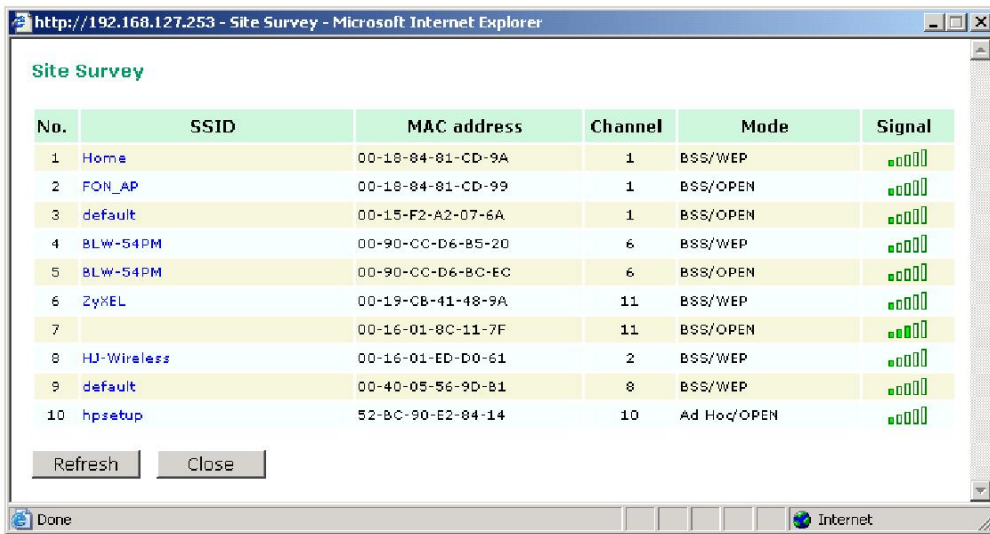 http://192.168.127.253 - Site Survey - Microsoft Internet Explorer
Site Survey
No. SSID MAC address Channel Mode Signal
1 Home 00-18-84-81-CD-9A 1 BSS/WEP
2 FON_AP 00-18-84-81-CD-99 1 BSS/OPEN
3 default 00-15-F2-A2-07-6A 1 BSS/OPEN
4 BLW-54PM 00-90-CC-D6-B5-20 6 BSS/WEP
5 BLW-54PM 00-90-CC-D6-BC-EC 6 BSS/OPEN
6 ZyXEL 00-19-CB-41-48-9A 11 BSS/WEP
7 00-16-01-8C-11-7F 11 BSS/OPEN
8 HJ-Wireless 00-16-01-ED-D0-61 2 BSS/WEP
9 default 00-40-05-56-9D-B1 8 BSS/WEP
10 hpsetup 52-BC-90-E2-84-14 10 Ad Hoc/OPEN
Refresh Close
Done Internet